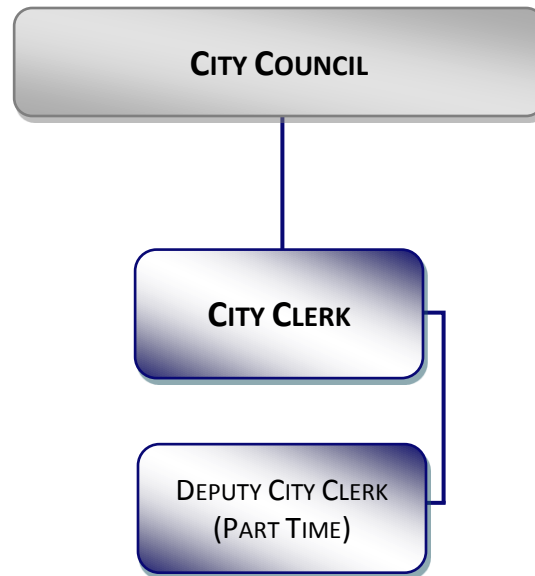 CITY COUNCIL
CITY CLERK
DEPUTY CITY CLERK
(PART TIME)